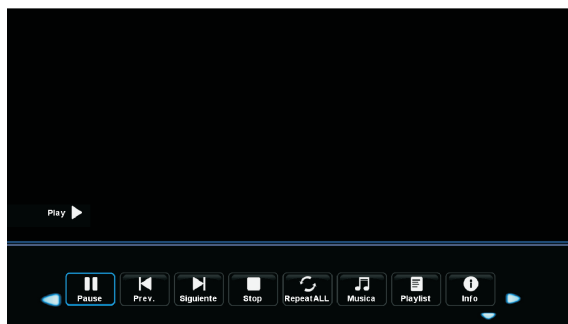 Play
Pause
Prev.
Siguiente
Stop
RepeatALL
Musica
Playlist
Info